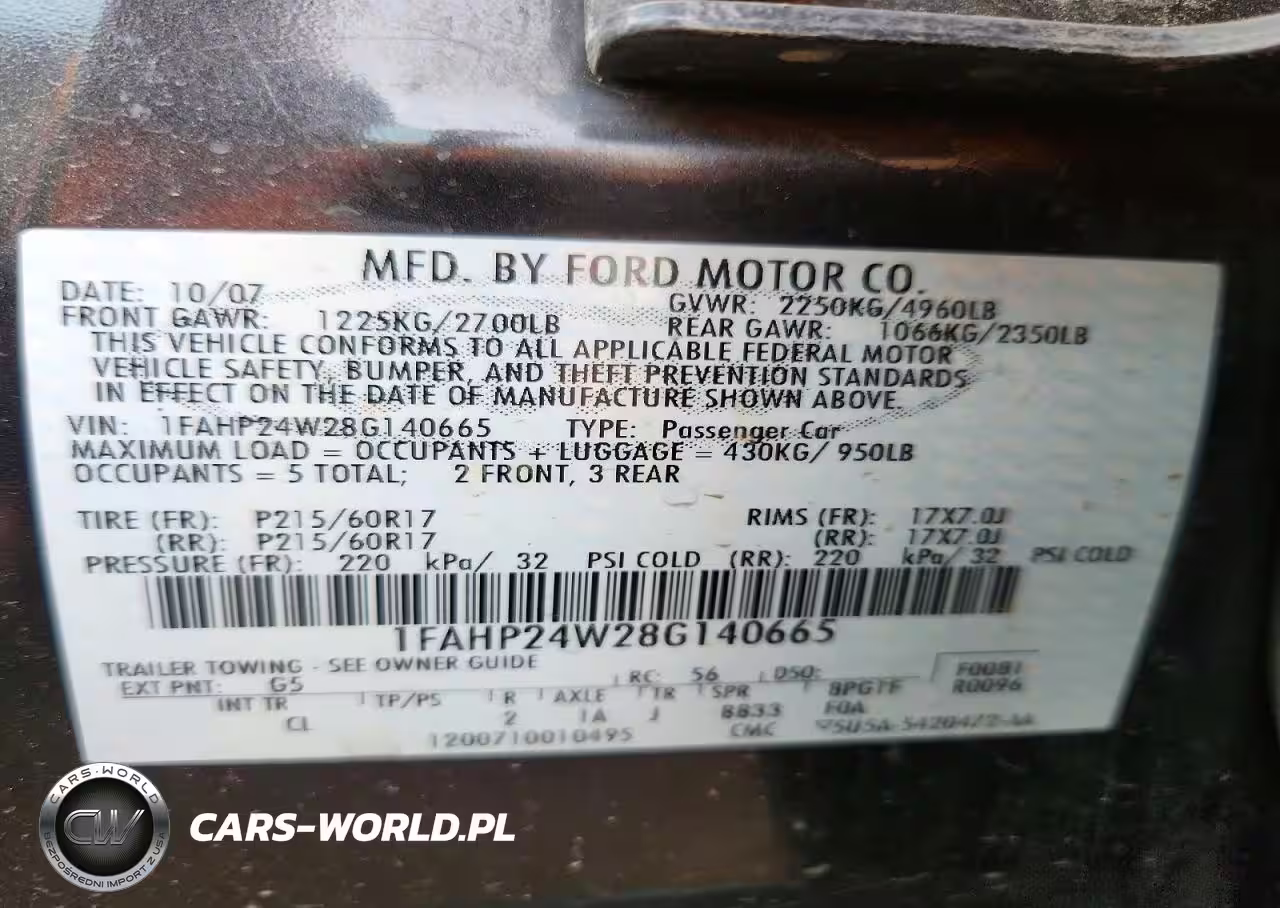 MFD. BY FORD MOTOR CO.
DATE: 10/07 GVWR: 2250KG/4960LB
FRONT GAWR: 1225KG/2700LB REAR GAWR: 1066KG/2350LB
THIS VEHICLE CONFORMS TO ALL APPLICABLE FEDERAL MOTOR
VEHICLE SAFETY, BUMPER, AND THEFT PREVENTION STANDARDS
IN EFFECT ON THE DATE OF MANUFACTURE SHOWN ABOVE.
VIN: 1FAHP24W28G140665 TYPE: Passenger Car
MAXIMUM LOAD = OCCUPANTS + LUGGAGE = 430KG/ 950LB
OCCUPANTS = 5 TOTAL; 2 FRONT, 3 REAR
TIRE (FR): P215/60R17 RIMS (FR): 17X7.0J
(RR): P215/60R17 (RR): 17X7.0J
PRESSURE (FR): 220 kPa/ 32 PSI COLD (RR): 220 kPa/ 32 PSI COLD
1FAHP24W28G140665
TRAILER TOWING - SEE OWNER GUIDE
EXT PNT: G5 RC: 56 DSO: F0081
R0096
INT TR TP/PS R AXLE TR SPR
CL 2 1A J 8833
1200710010495 CMC
CARS-WORLD
CW
BEZPOŚREDNI IMPORT Z USA
CARS-WORLD.PL